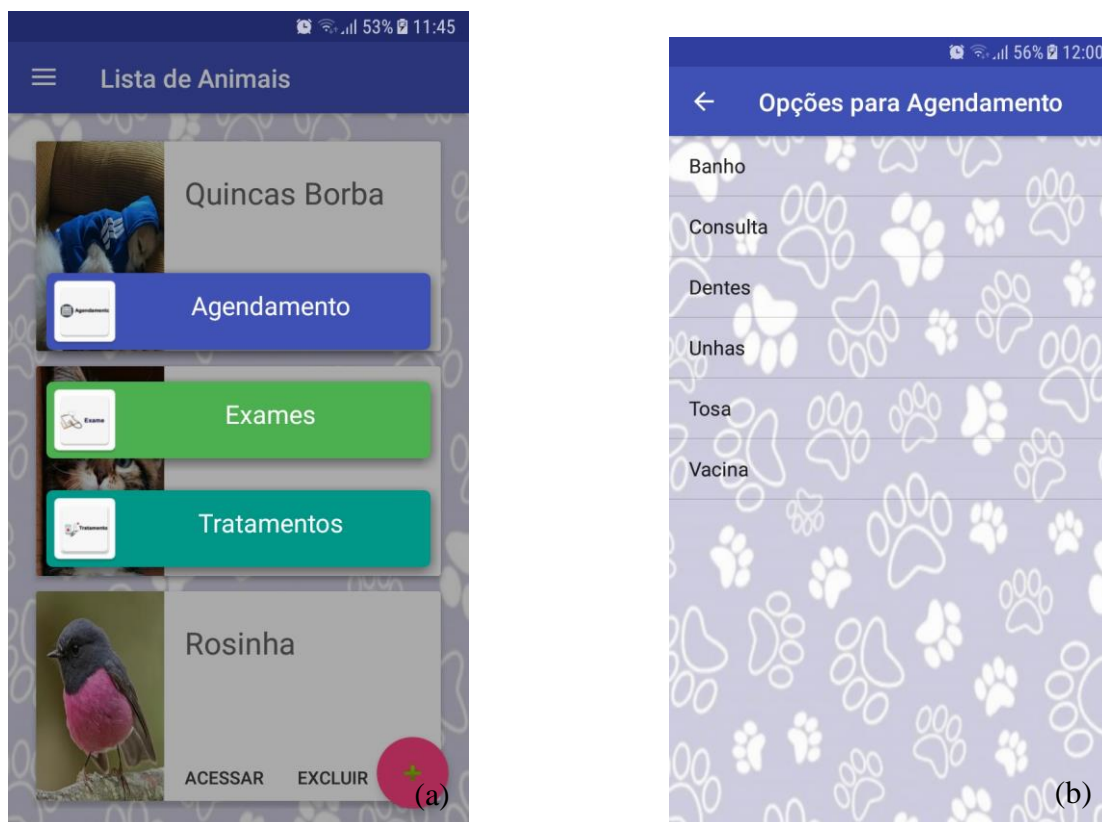 53% 11:45
Lista de Animais
Quincas Borba
Agendamento
Agendamento
Exame
Exames
Tratamento
Tratamentos
Rosinha
ACESSAR EXCLUIR +
(a)
56% 12:00
Opções para Agendamento
Banho
Consulta
Dentes
Unhas
Tosa
Vacina
(b)